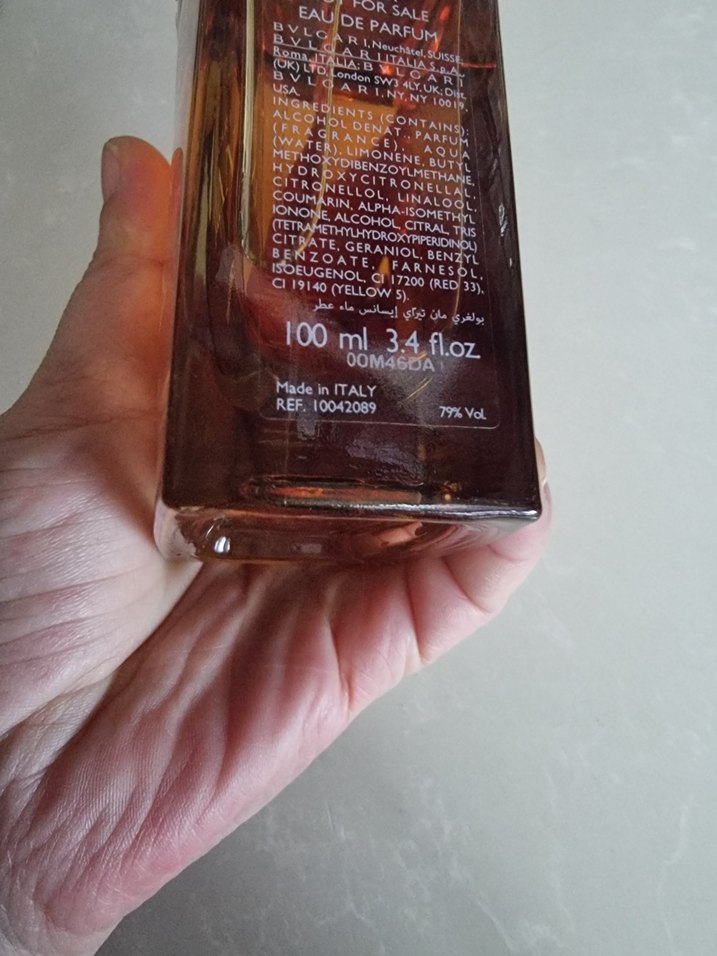 FOR SALE
EAU DE PARFUM
BVLGARI, Neuchâtel, SUISSE,
BVLGARI ITALIA S.p.A.,
Roma, ITALIA; BVLGARI
(UK) LTD, London SW3 4LY, UK; Dist.
BVLGARI, NY, NY 10019,
USA
INGREDIENTS (CONTAINS):
ALCOHOL DENAT., PARFUM
(FRAGRANCE), AQUA
(WATER), LIMONENE, BUTYL
METHOXYDIBENZOYLMETHANE,
HYDROXYCITRONELLAL,
CITRONELLOL, LINALOOL,
COUMARIN, ALPHA-ISOMETHYL
IONONE, ALCOHOL, CITRAL, TRIS
(TETRAMETHYLHYDROXYPIPERIDINOL)
CITRATE, GERANIOL, BENZYL
BENZOATE, FARNESOL,
ISOEUGENOL, CI 17200 (RED 33),
CI 19140 (YELLOW 5).
بولغري مان تيراي إيسانس ماء عطر
100 ml 3.4 fl.oz
00M46DA
Made in ITALY
REF. 10042089
79% Vol.